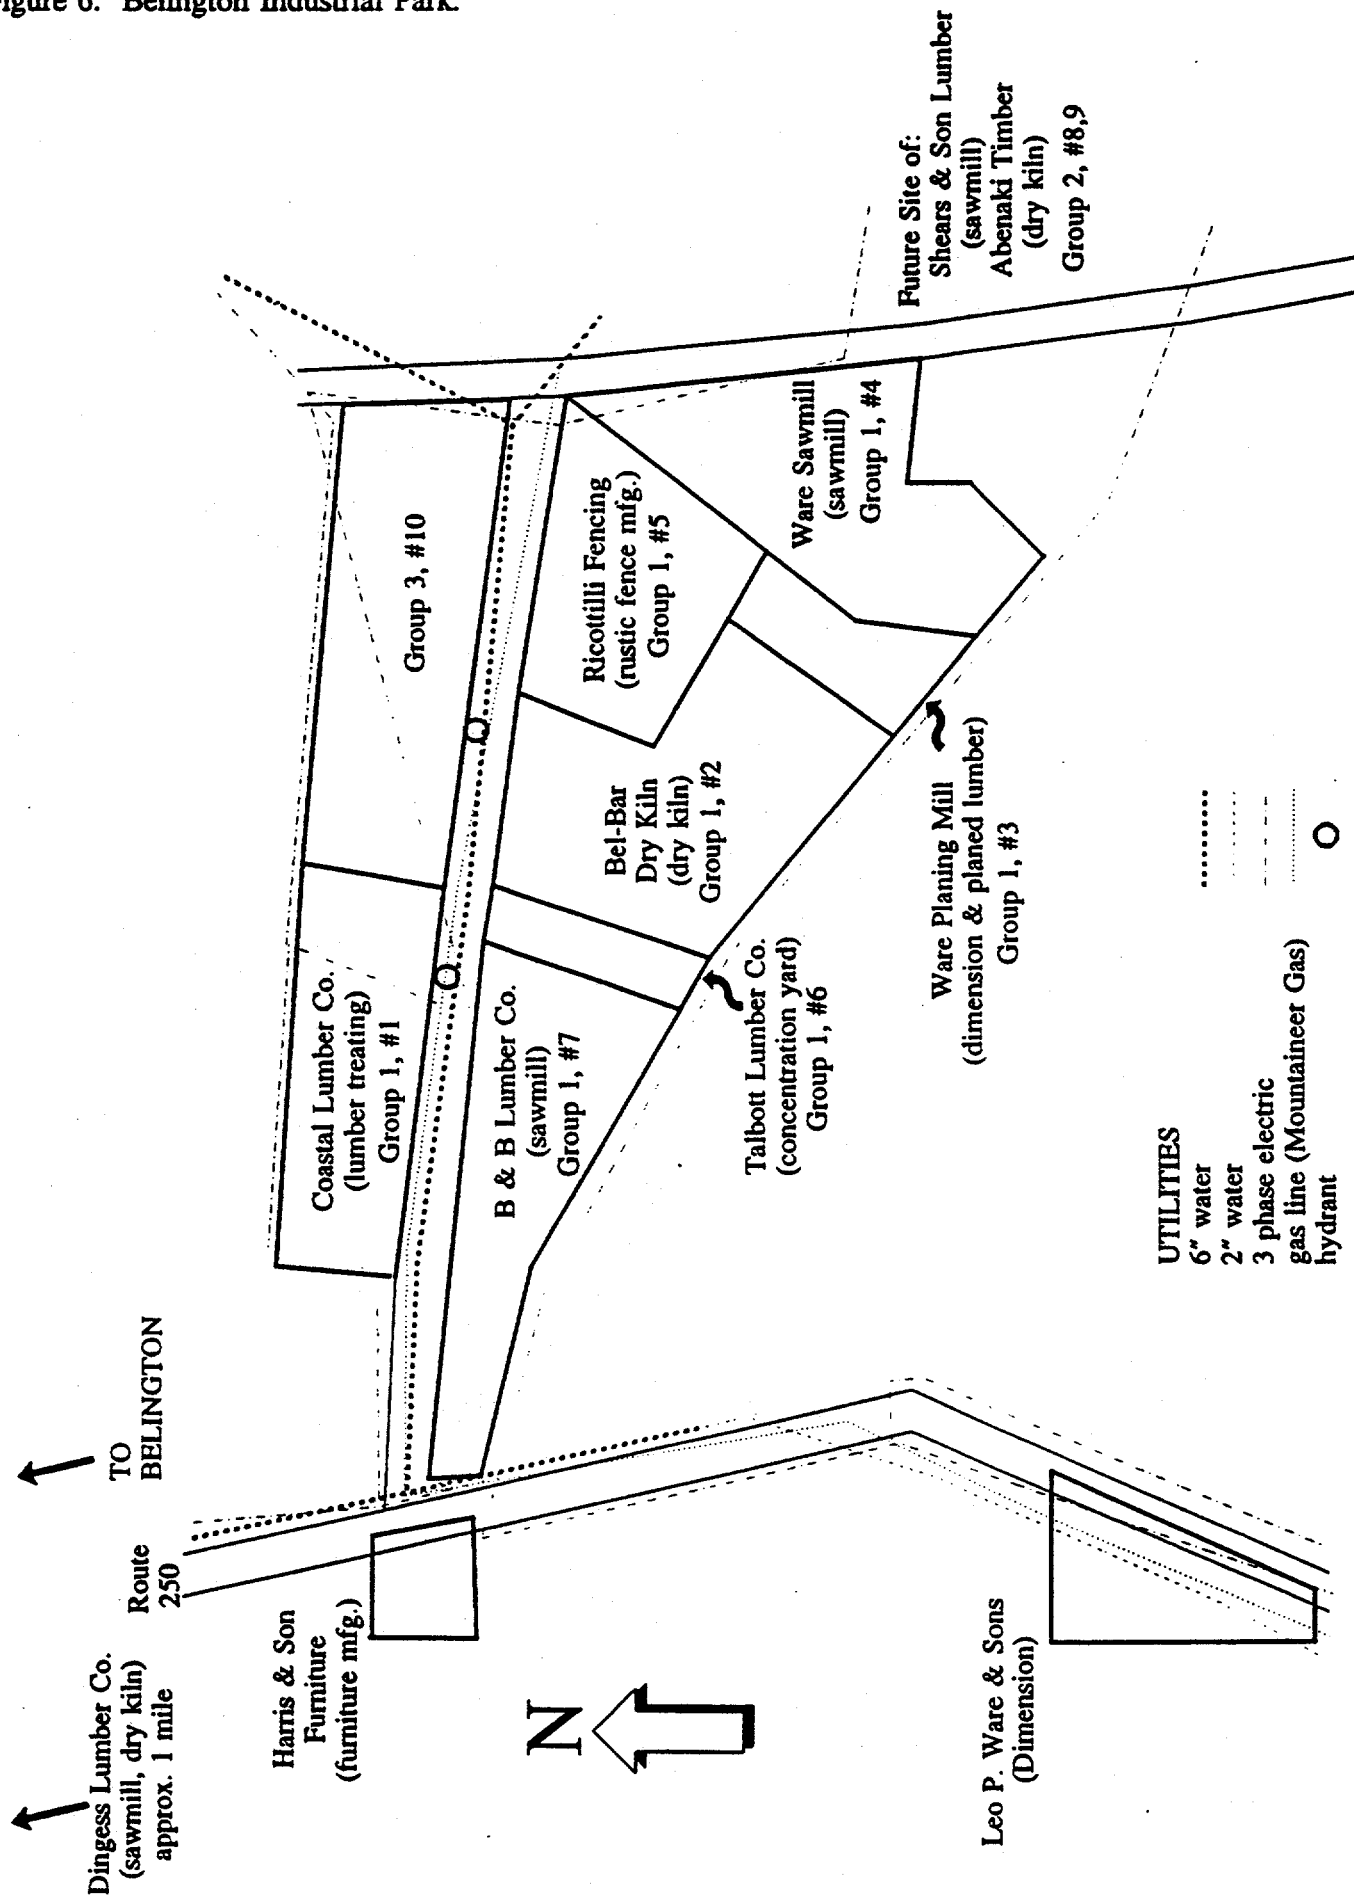 Figure 6. Belington Industrial Park.
Dingess Lumber Co.
(sawmill, dry kiln)
approx. 1 mile
Route
250
TO
BELINGTON
Harris & Son
Furniture
(furniture mfg.)
N
Leo P. Ware & Sons
(Dimension)
Coastal Lumber Co.
(lumber treating)
Group 1, #1
B & B Lumber Co.
(sawmill)
Group 1, #7
Talbott Lumber Co.
(concentration yard)
Group 1, #6
Bel-Bar
Dry Kiln
(dry kiln)
Group 1, #2
Group 3, #10
Ricottilli Fencing
(rustic fence mfg.)
Group 1, #5
Ware Sawmill
(sawmill)
Group 1, #4
Ware Planing Mill
(dimension & planed lumber)
Group 1, #3
Future Site of:
Shears & Son Lumber
(sawmill)
Abenaki Timber
(dry kiln)
Group 2, #8,9
UTILITIES
6" water
2" water
3 phase electric
gas line (Mountaineer Gas)
hydrant